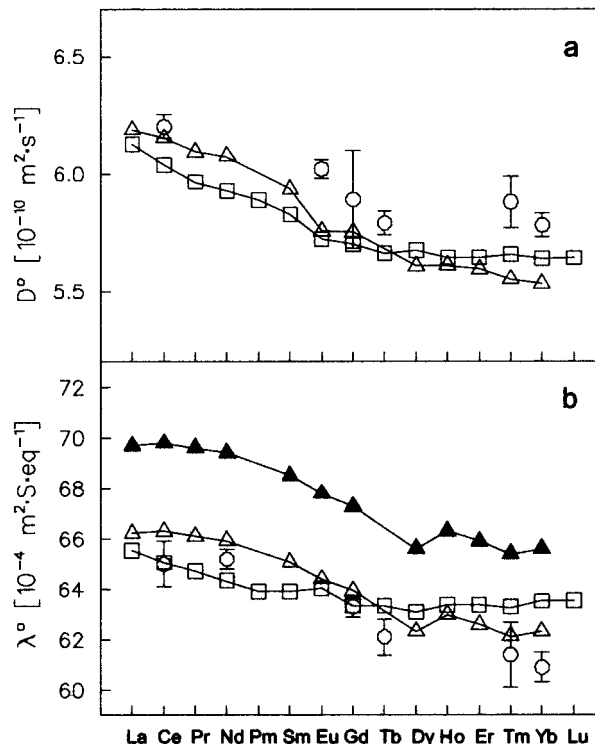 a
6.5
6.0
5.5
D° [10⁻¹⁰ m²·s⁻¹]
b
72
70
68
66
64
62
60
λ° [10⁻⁴ m²·S·eq⁻¹]
La Ce Pr Nd Pm Sm Eu Gd Tb Dy Ho Er Tm Yb Lu